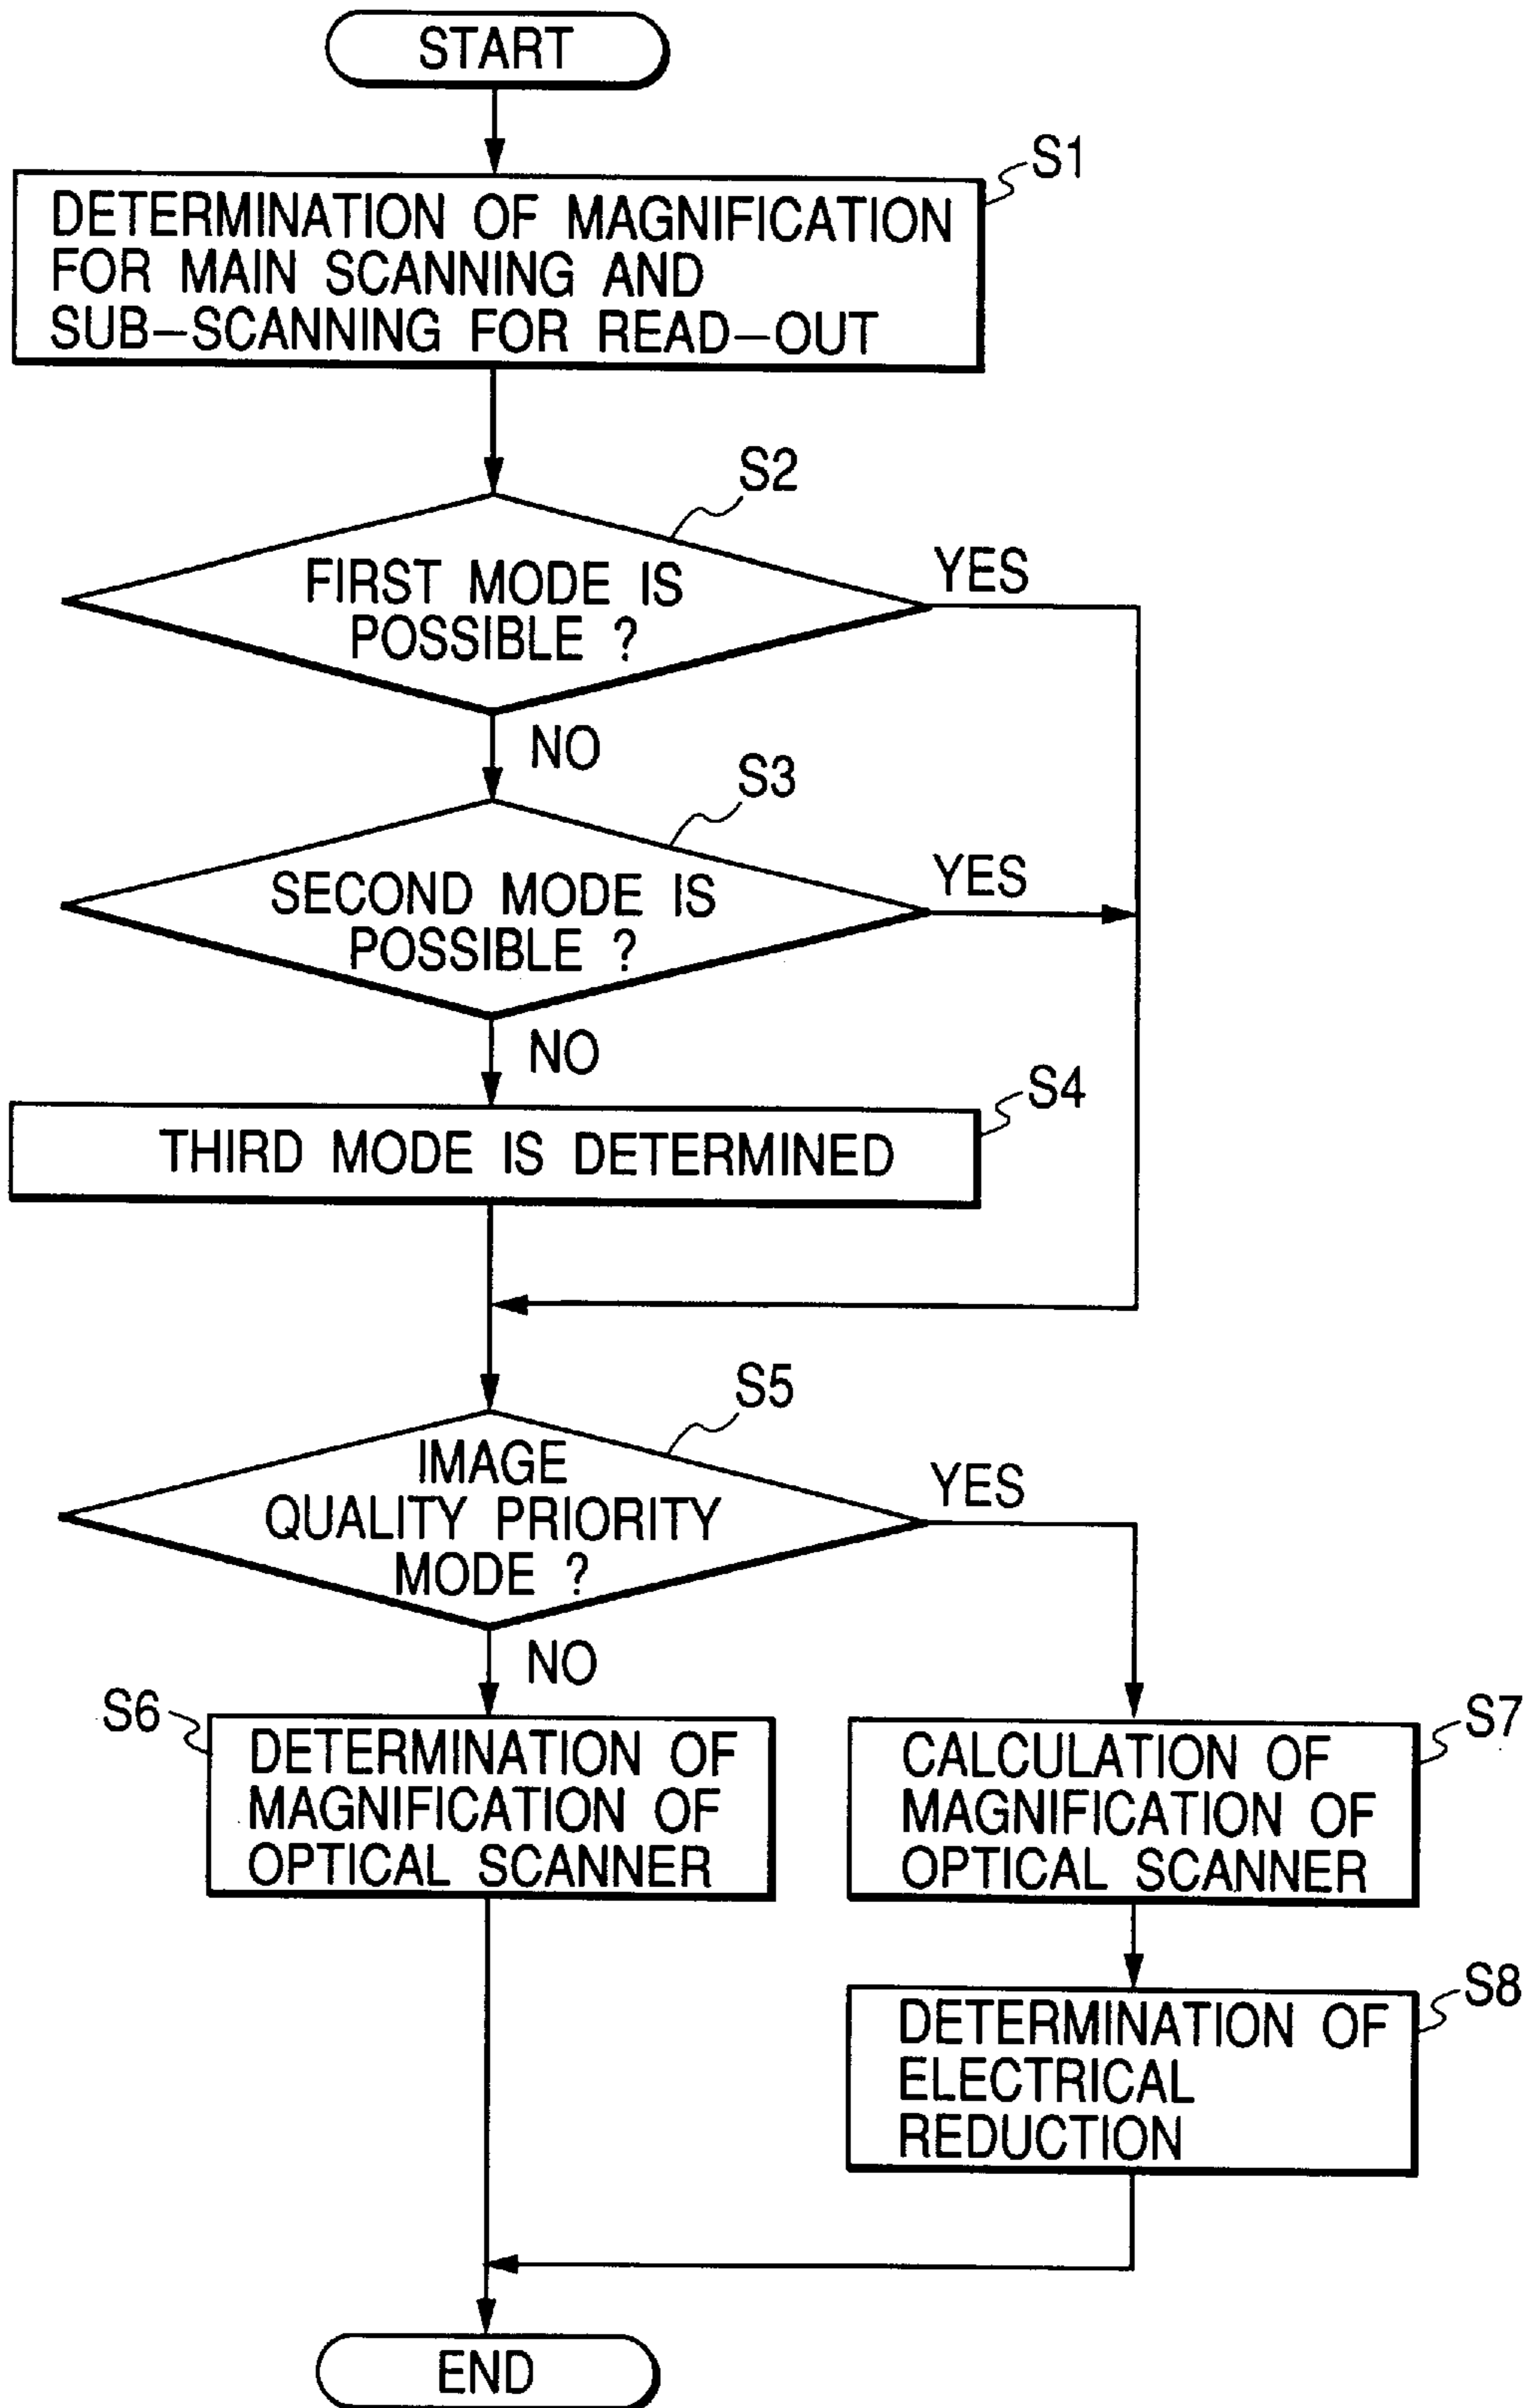 START
S1
DETERMINATION OF MAGNIFICATION
FOR MAIN SCANNING AND
SUB-SCANNING FOR READ-OUT
S2
FIRST MODE IS
POSSIBLE ?
YES
NO
S3
SECOND MODE IS
POSSIBLE ?
YES
NO
S4
THIRD MODE IS DETERMINED
S5
IMAGE
QUALITY PRIORITY
MODE ?
YES
NO
S6
DETERMINATION OF
MAGNIFICATION OF
OPTICAL SCANNER
S7
CALCULATION OF
MAGNIFICATION OF
OPTICAL SCANNER
S8
DETERMINATION OF
ELECTRICAL
REDUCTION
END